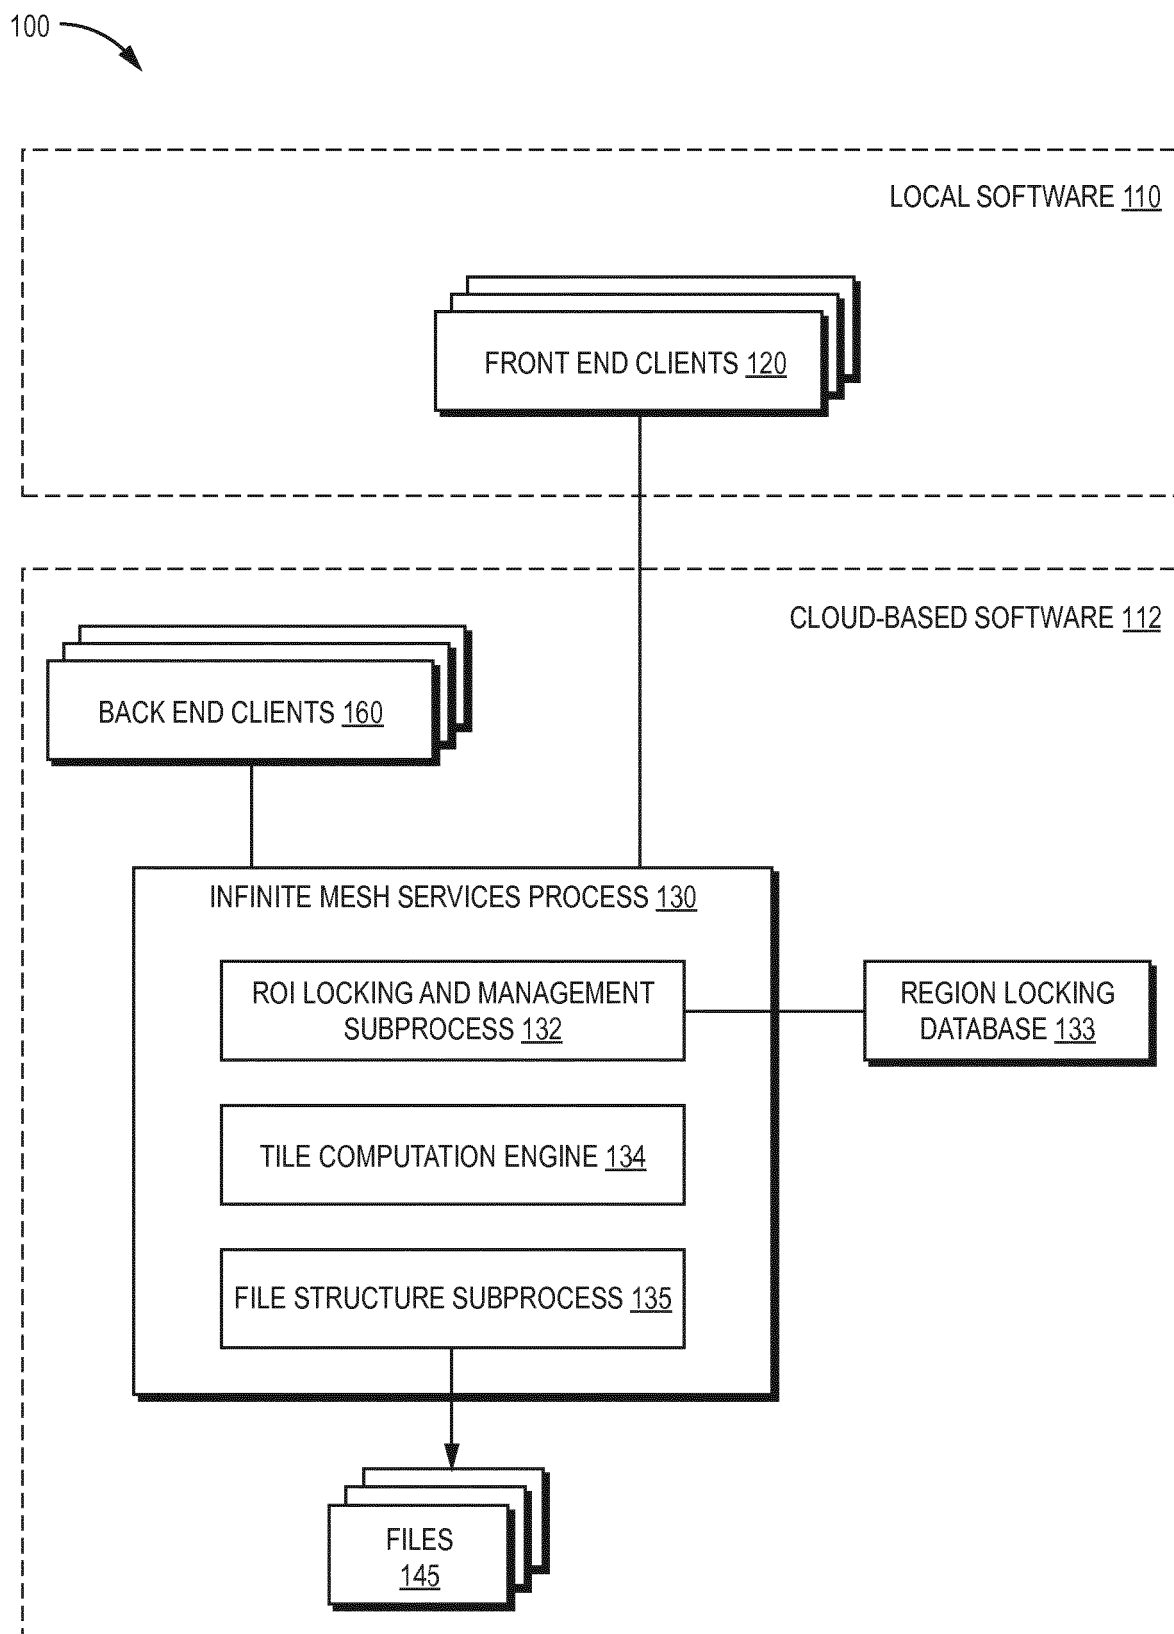 100
LOCAL SOFTWARE 110
FRONT END CLIENTS 120
CLOUD-BASED SOFTWARE 112
BACK END CLIENTS 160
INFINITE MESH SERVICES PROCESS 130
ROI LOCKING AND MANAGEMENT
SUBPROCESS 132
REGION LOCKING
DATABASE 133
TILE COMPUTATION ENGINE 134
FILE STRUCTURE SUBPROCESS 135
FILES
145